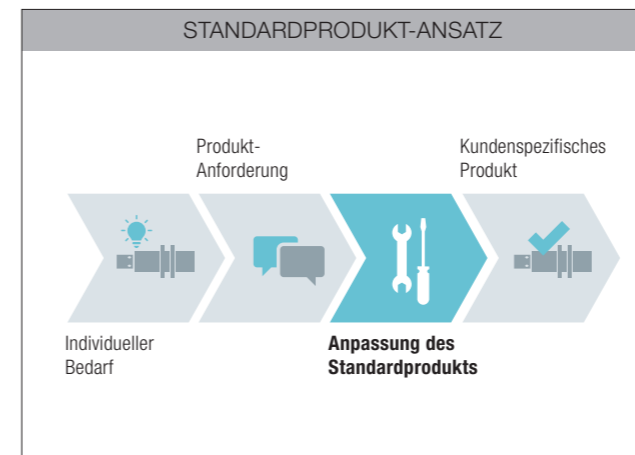 STANDARDPRODUKT-ANSATZ
Produkt-
Anforderung
Kundenspezifisches
Produkt
Individueller
Bedarf
Anpassung des
Standardprodukts